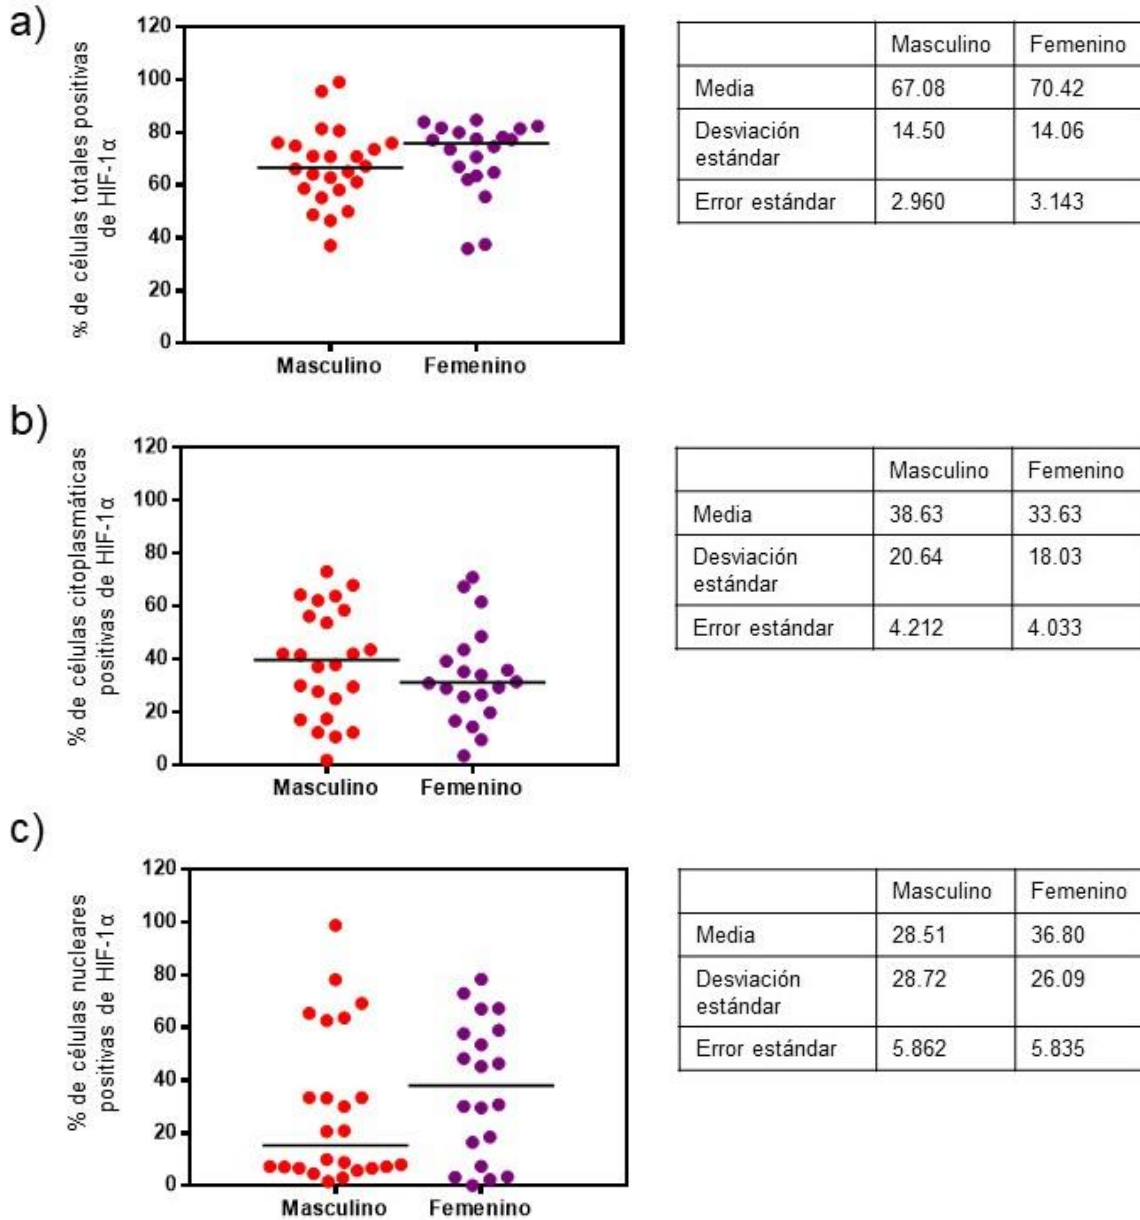 a)
% de células totales positivas
de HIF-1α
120
100
80
60
40
20
0
Masculino Femenino
Masculino Femenino
Media 67.08 70.42
Desviación 14.50 14.06
estándar
Error estándar 2.960 3.143
b)
% de células citoplasmáticas
positivas de HIF-1α
120
100
80
60
40
20
0
Masculino Femenino
Masculino Femenino
Media 38.63 33.63
Desviación 20.64 18.03
estándar
Error estándar 4.212 4.033
c)
% de células nucleares
positivas de HIF-1α
120
100
80
60
40
20
0
Masculino Femenino
Masculino Femenino
Media 28.51 36.80
Desviación 28.72 26.09
estándar
Error estándar 5.862 5.835